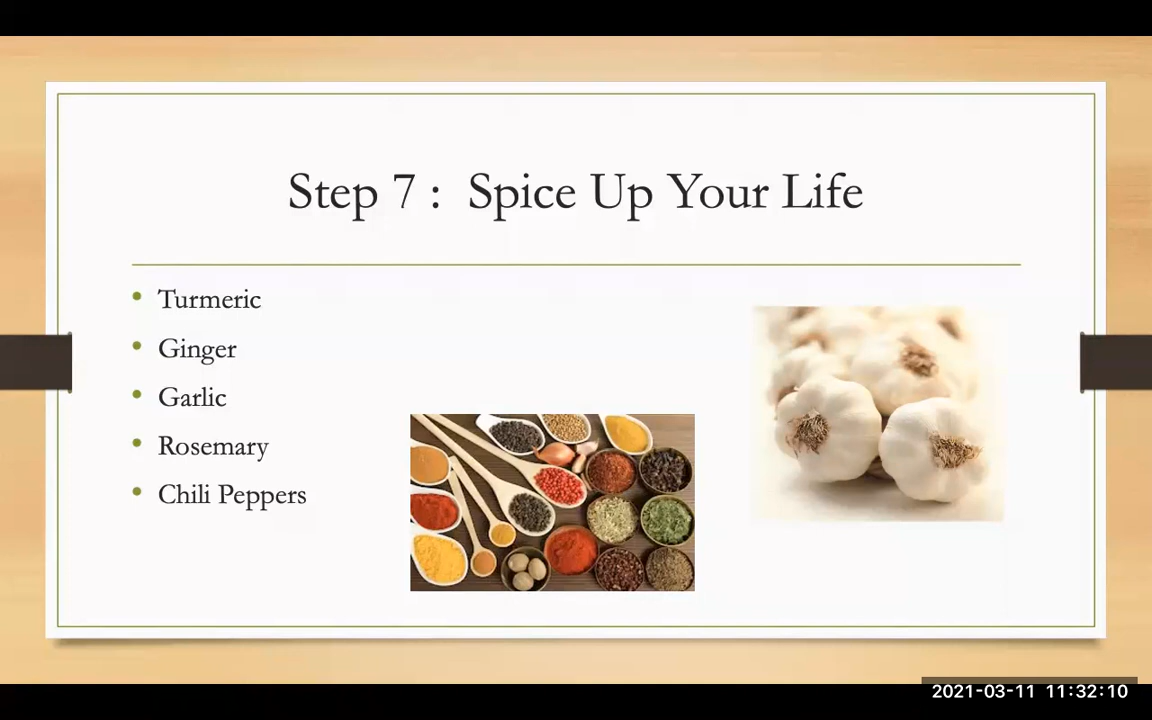 Step 7 :  Spice Up Your Life
Turmeric
Ginger
Garlic
Rosemary
Chili Peppers
2021-03-11 11:32:10